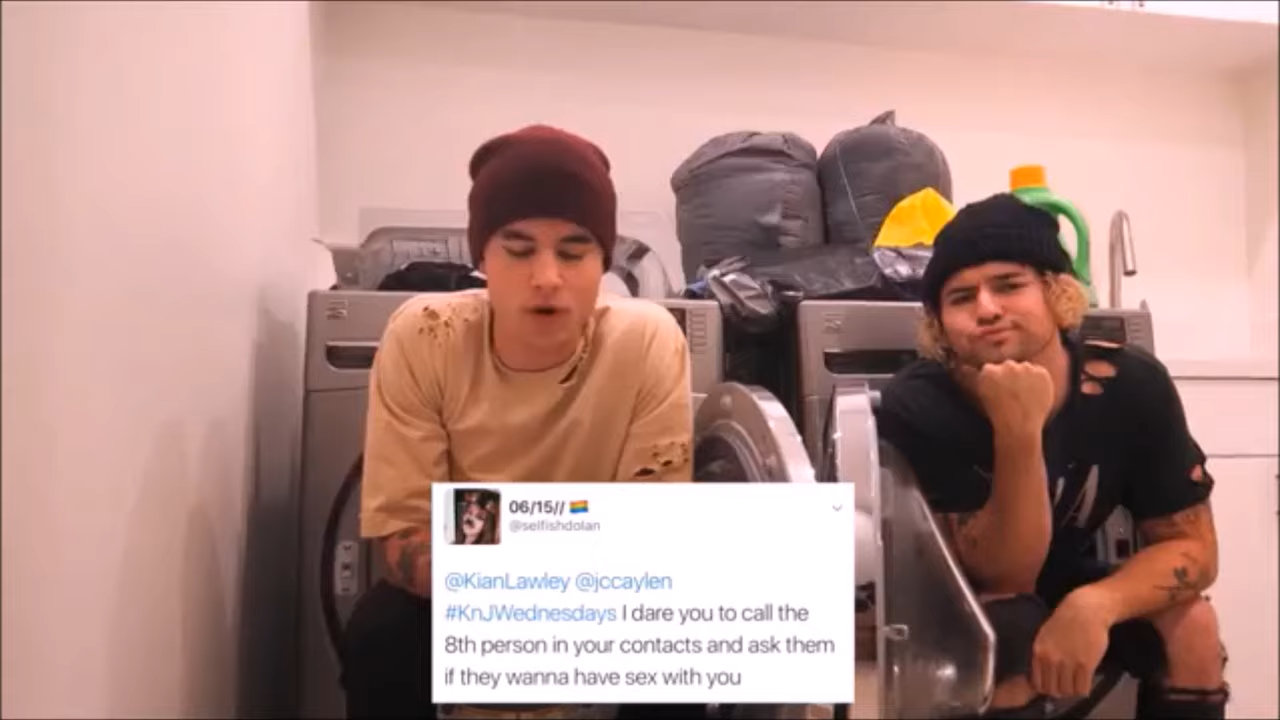 06/15// 🏳️‍🌈
@selfishdolan
@KianLawley @jccaylen
#KnJWednesdays I dare you to call the
8th person in your contacts and ask them
if they wanna have sex with you